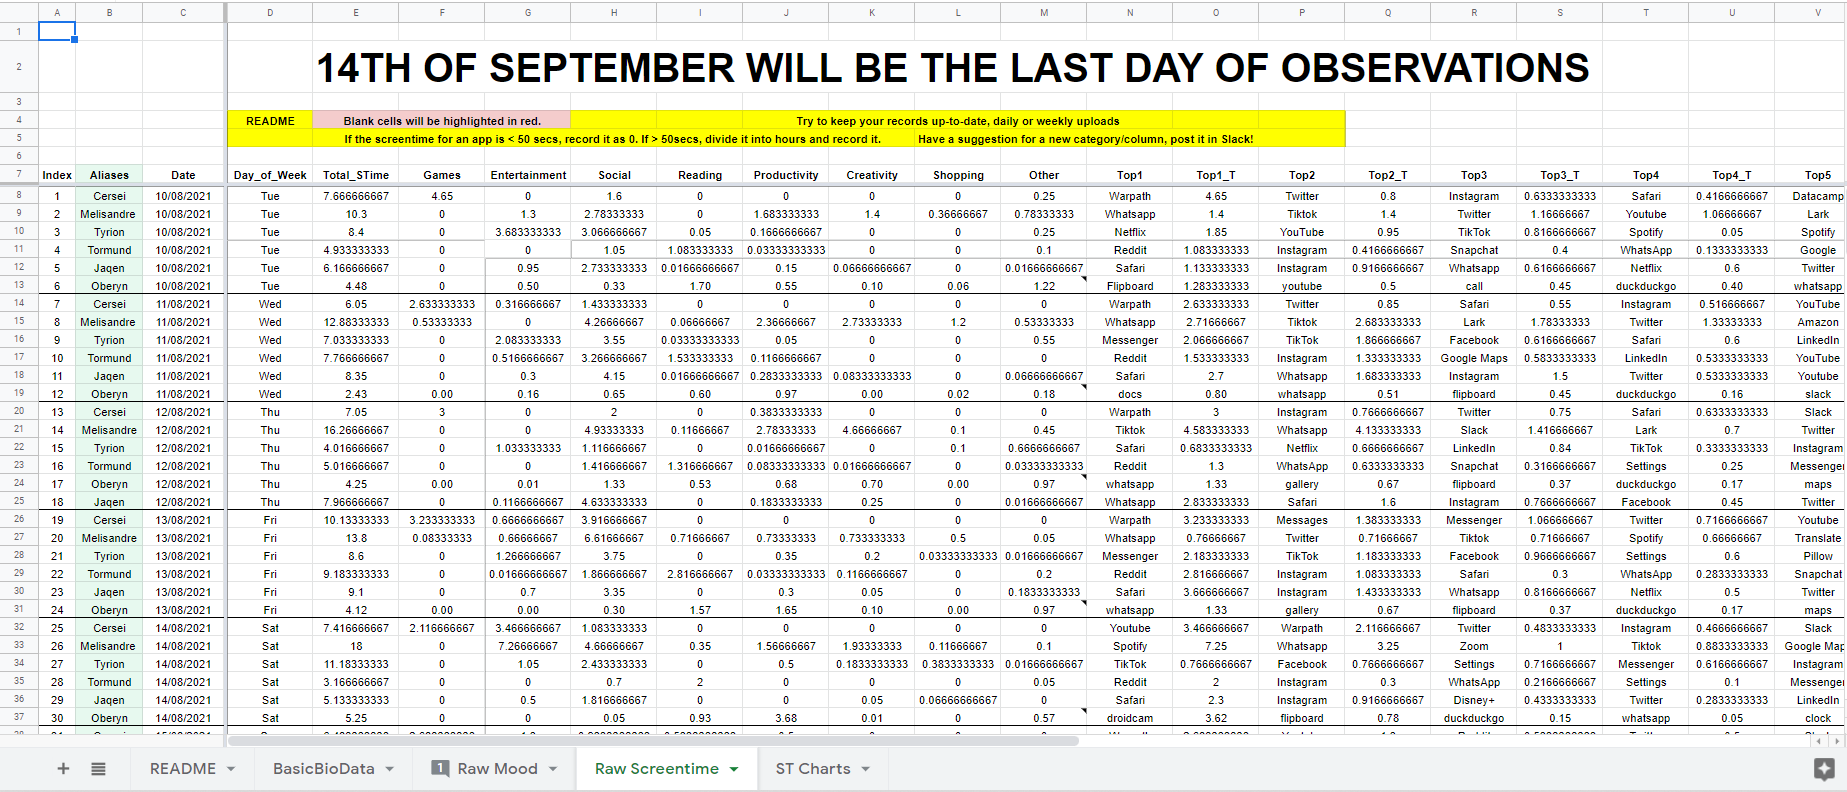 A B C D E F G H I J K L M N O P Q R S T U V
1
2 14TH OF SEPTEMBER WILL BE THE LAST DAY OF OBSERVATIONS
3
4 README Blank cells will be highlighted in red. Try to keep your records up-to-date, daily or weekly uploads
5 If the screentime for an app is < 50 secs, record it as 0. If > 50secs, divide it into hours and record it. Have a suggestion for a new category/column, post it in Slack!
6
7 Index Aliases Date Day_of_Week Total_STime Games Entertainment Social Reading Productivity Creativity Shopping Other Top1 Top1_T Top2 Top2_T Top3 Top3_T Top4 Top4_T Top5
8 1 Cersei 10/08/2021 Tue 7.666666667 4.65 0 1.6 0 0 0 0 0.25 Warpath 4.65 Twitter 0.8 Instagram 0.6333333333 Safari 0.4166666667 Datacamp
9 2 Melisandre 10/08/2021 Tue 10.3 0 1.3 2.78333333 0 1.683333333 1.4 0.36666667 0.78333333 Whatsapp 1.4 Tiktok 1.4 Twitter 1.16666667 Youtube 1.06666667 Lark
10 3 Tyrion 10/08/2021 Tue 8.4 0 3.683333333 3.066666667 0.05 0.1666666667 0 0 0.25 Netflix 1.85 YouTube 0.95 TikTok 0.8166666667 Spotify 0.05 Spotify
11 4 Tormund 10/08/2021 Tue 4.933333333 0 0 1.05 1.083333333 0.03333333333 0 0 0.1 Reddit 1.083333333 Instagram 0.4166666667 Snapchat 0.4 WhatsApp 0.1333333333 Google
12 5 Jaqen 10/08/2021 Tue 6.166666667 0 0.95 2.733333333 0.01666666667 0.15 0.06666666667 0 0.01666666667 Safari 1.133333333 Instagram 0.9166666667 Whatsapp 0.6166666667 Netflix 0.6 Twitter
13 6 Oberyn 10/08/2021 Tue 4.48 0 0.50 0.33 1.70 0.55 0.10 0.06 1.22 Flipboard 1.283333333 youtube 0.5 call 0.45 duckduckgo 0.40 whatsapp
14 7 Cersei 11/08/2021 Wed 6.05 2.633333333 0.316666667 1.433333333 0 0 0 0 0 Warpath 2.633333333 Twitter 0.85 Safari 0.55 Instagram 0.516666667 YouTube
15 8 Melisandre 11/08/2021 Wed 12.88333333 0.53333333 0 4.26666667 0.06666667 2.36666667 2.73333333 1.2 0.53333333 Whatsapp 2.71666667 Tiktok 2.683333333 Lark 1.78333333 Twitter 1.33333333 Amazon
16 9 Tyrion 11/08/2021 Wed 7.033333333 0 2.083333333 3.55 0.03333333333 0.05 0 0 0.55 Messenger 2.066666667 TikTok 1.866666667 Facebook 0.6166666667 Safari 0.6 LinkedIn
17 10 Tormund 11/08/2021 Wed 7.766666667 0 0.5166666667 3.266666667 1.533333333 0.1166666667 0 0 0 Reddit 1.533333333 Instagram 1.333333333 Google Maps 0.5833333333 LinkedIn 0.5333333333 YouTube
18 11 Jaqen 11/08/2021 Wed 8.35 0 0.3 4.15 0.01666666667 0.2833333333 0.08333333333 0 0.06666666667 Safari 2.7 Whatsapp 1.683333333 Instagram 1.5 Twitter 0.5333333333 Youtube
19 12 Oberyn 11/08/2021 Wed 2.43 0.00 0.16 0.65 0.60 0.97 0.00 0.02 0.18 docs 0.80 whatsapp 0.51 flipboard 0.45 duckduckgo 0.16 slack
20 13 Cersei 12/08/2021 Thu 7.05 3 0 2 0 0.3833333333 0 0 0 Warpath 3 Instagram 0.7666666667 Twitter 0.75 Safari 0.6333333333 Slack
21 14 Melisandre 12/08/2021 Thu 16.26666667 0 0 4.93333333 0.11666667 2.78333333 4.66666667 0.1 0.45 Tiktok 4.583333333 Whatsapp 4.133333333 Slack 1.416666667 Lark 0.7 Twitter
22 15 Tyrion 12/08/2021 Thu 4.016666667 0 1.033333333 1.116666667 0 0.01666666667 0 0.1 0.6666666667 Safari 0.6833333333 Netflix 0.6666666667 LinkedIn 0.84 TikTok 0.3333333333 Instagram
23 16 Tormund 12/08/2021 Thu 5.016666667 0 0 1.416666667 1.316666667 0.08333333333 0.01666666667 0 0.03333333333 Reddit 1.3 WhatsApp 0.6333333333 Snapchat 0.3166666667 Settings 0.25 Messenger
24 17 Oberyn 12/08/2021 Thu 4.25 0.00 0.01 1.33 0.53 0.68 0.70 0.00 0.97 whatsapp 1.33 gallery 0.67 flipboard 0.37 duckduckgo 0.17 maps
25 18 Jaqen 12/08/2021 Thu 7.966666667 0 0.1166666667 4.633333333 0 0.1833333333 0.25 0 0.01666666667 Whatsapp 2.833333333 Safari 1.6 Instagram 0.7666666667 Facebook 0.45 Twitter
26 19 Cersei 13/08/2021 Fri 10.13333333 3.233333333 0.6666666667 3.916666667 0 0 0 0 0 Warpath 3.233333333 Messages 1.383333333 Messenger 1.066666667 Twitter 0.7166666667 Youtube
27 20 Melisandre 13/08/2021 Fri 13.8 0.08333333 0.66666667 6.61666667 0.71666667 0.73333333 0.733333333 0.5 0.05 Whatsapp 0.76666667 Twitter 0.71666667 Tiktok 0.71666667 Spotify 0.66666667 Translate
28 21 Tyrion 13/08/2021 Fri 8.6 0 1.266666667 3.75 0 0.35 0.2 0.03333333333 0.01666666667 Messenger 2.183333333 TikTok 1.183333333 Facebook 0.9666666667 Settings 0.6 Pillow
29 22 Tormund 13/08/2021 Fri 9.183333333 0 0.01666666667 1.866666667 2.816666667 0.03333333333 0.1166666667 0 0.2 Reddit 2.816666667 Instagram 1.083333333 Safari 0.3 WhatsApp 0.2833333333 Snapchat
30 23 Jaqen 13/08/2021 Fri 9.1 0 0.7 3.35 0 0.3 0.05 0 0.1833333333 Safari 3.666666667 Instagram 1.433333333 Whatsapp 0.8166666667 Netflix 0.5 Twitter
31 24 Oberyn 13/08/2021 Fri 4.12 0.00 0.00 0.30 1.57 1.65 0.10 0.00 0.97 whatsapp 1.33 gallery 0.67 flipboard 0.37 duckduckgo 0.17 maps
32 25 Cersei 14/08/2021 Sat 7.416666667 2.116666667 3.466666667 1.083333333 0 0 0 0 0 Youtube 3.466666667 Warpath 2.116666667 Twitter 0.4833333333 Instagram 0.4666666667 Slack
33 26 Melisandre 14/08/2021 Sat 18 0 7.26666667 4.66666667 0.35 1.56666667 1.93333333 0.11666667 0.1 Spotify 7.25 Whatsapp 3.25 Zoom 1 Tiktok 0.8833333333 Google Map
34 27 Tyrion 14/08/2021 Sat 11.18333333 0 1.05 2.433333333 0 0.5 0.1833333333 0.3833333333 0.01666666667 TikTok 0.7666666667 Facebook 0.7666666667 Settings 0.7166666667 Messenger 0.6166666667 Instagram
35 28 Tormund 14/08/2021 Sat 3.166666667 0 0 0.7 2 0 0 0 0.05 Reddit 2 Instagram 0.3 WhatsApp 0.2166666667 Settings 0.1 Messenger
36 29 Jaqen 14/08/2021 Sat 5.133333333 0 0.5 1.816666667 0 0 0.05 0.06666666667 0 Safari 2.3 Instagram 0.9166666667 Disney+ 0.4333333333 Twitter 0.2833333333 LinkedIn
37 30 Oberyn 14/08/2021 Sat 5.25 0 0 0.05 0.93 3.68 0.01 0 0.57 droidcam 3.62 flipboard 0.78 duckduckgo 0.15 whatsapp 0.05 clock
README BasicBioData 1 Raw Mood Raw Screentime ST Charts